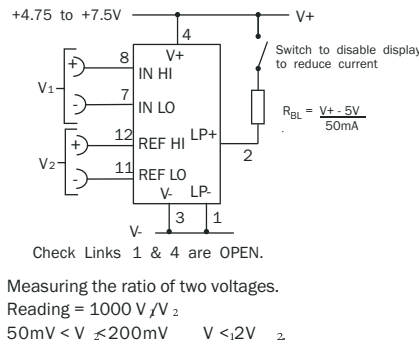 +4.75 to +7.5V
V+
4
Switch to disable display
to reduce current
V+
8
+
IN HI
V1
7
-
IN LO
RBL = V+ - 5V
50mA
12
+
REF HI
LP+
V2
2
11
-
REF LO
V-
LP-
3
1
V-
Check Links 1 & 4 are OPEN.
Measuring the ratio of two voltages.
Reading = 1000 V1/V2
50mV < V2 <200mV V1 <2V2